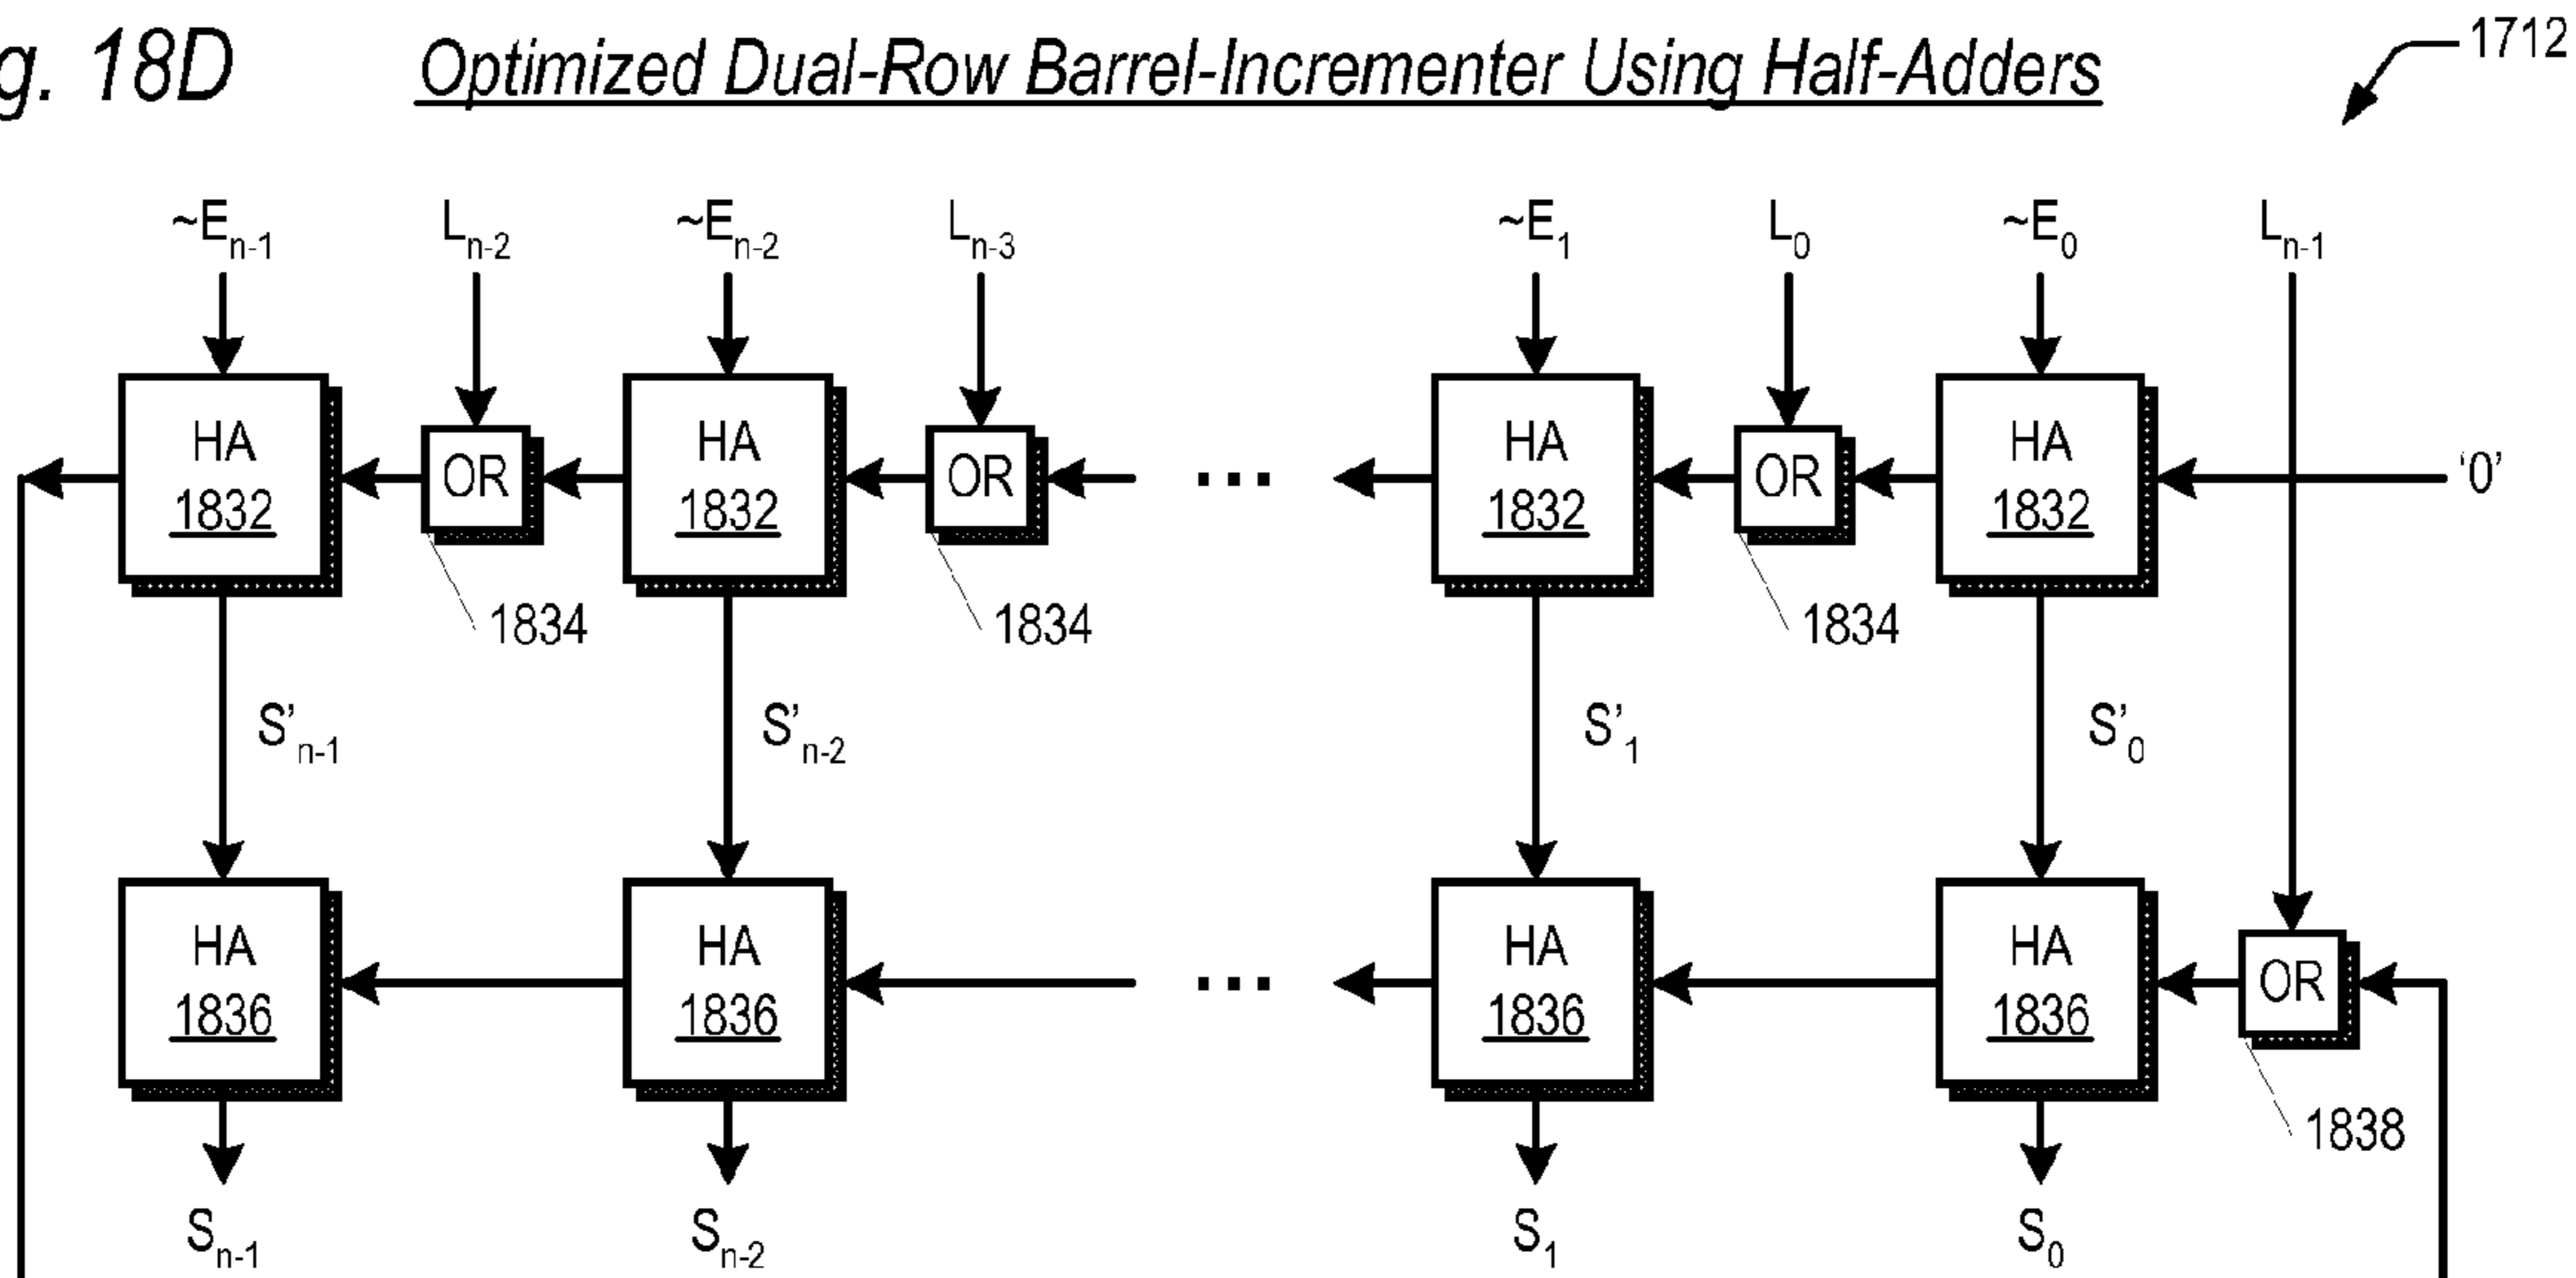 g. 18D Optimized Dual-Row Barrel-Incrementer Using Half-Adders 1712
~En-1 Ln-2 ~En-2 Ln-3 ~E1 L0 ~E0 Ln-1
HA HA HA HA
OR OR ... OR '0'
1832 1832 1832 1832
1834 1834 1834
S'n-1 S'n-2 S'1 S'0
HA HA HA HA
... OR
1836 1836 1836 1836
1838
Sn-1 Sn-2 S1 S0